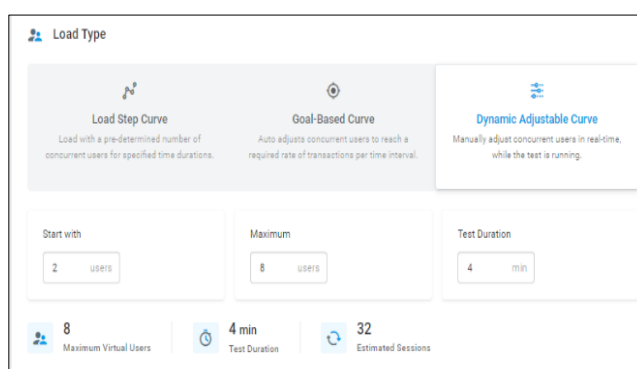 Load Type
Load Step Curve
Load with a pre-determined number of
concurrent users for specified time durations.
Goal-Based Curve
Auto adjusts concurrent users to reach a
required rate of transactions per time interval.
Dynamic Adjustable Curve
Manually adjust concurrent users in real-time,
while the test is running.
Start with
2 users
Maximum
8 users
Test Duration
4 min
8
Maximum Virtual Users
4 min
Test Duration
32
Estimated Sessions